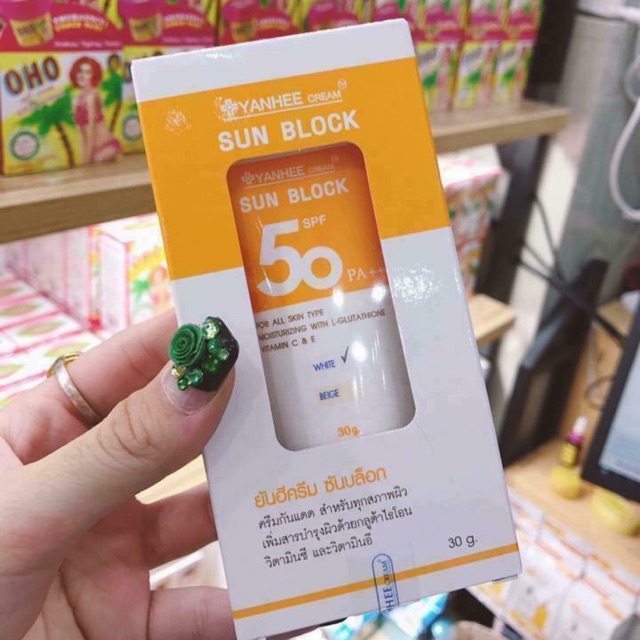 OHO
YANHEE CREAM
SUN BLOCK
YANHEE CREAM
SUN BLOCK
50 SPF
PA ++
FOR ALL SKIN TYPE
MOISTURIZING WITH L-GLUTATHIONE
VITAMIN C & E
WHITE ✓
BEIGE
30g.
ยันฮีครีม ซันบล็อก
ครีมกันแดด สำหรับทุกสภาพผิว
เพิ่มสารบำรุงผิวด้วยกลูต้าไธโอน
วิตามินซี และวิตามินอี
30 g.
HEE CREAM